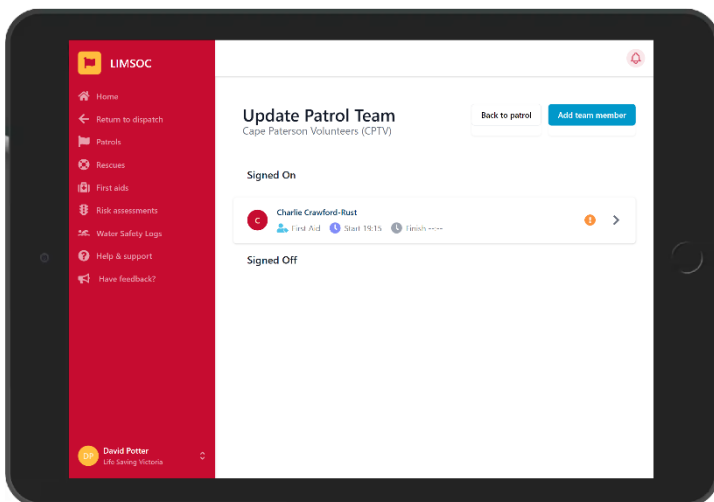 LIMSOC
Home
Return to dispatch
Patrols
Rescues
First aids
Risk assessments
Water Safety Logs
Help & support
Have feedback?
David Potter
DP
Life Saving Victoria
Update Patrol Team
Cape Paterson Volunteers (CPTV)
Back to patrol
Add team member
Signed On
C
Charlie Crawford-Rust
First Aid Start 19:15 Finish --:--
Signed Off